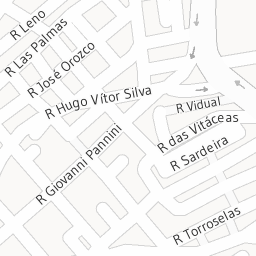 R Leno
R Las Palmas
R José Orozco
R Hugo Vítor Silva
R Vidual
R das Vitáceas
R Sardeira
R Giovanni Pannini
R Torroselas